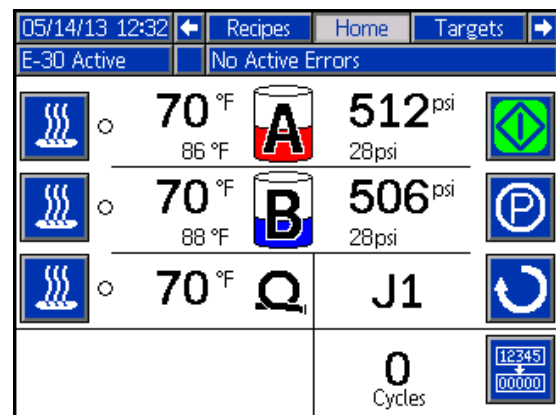 05/14/13 12:32 Recipes Home Targets
E-30 Active No Active Errors
70 °F A 512 psi
86 °F 28psi
70 °F B 506 psi
88 °F 28psi P
70 °F J1
12345
0 00000
Cycles